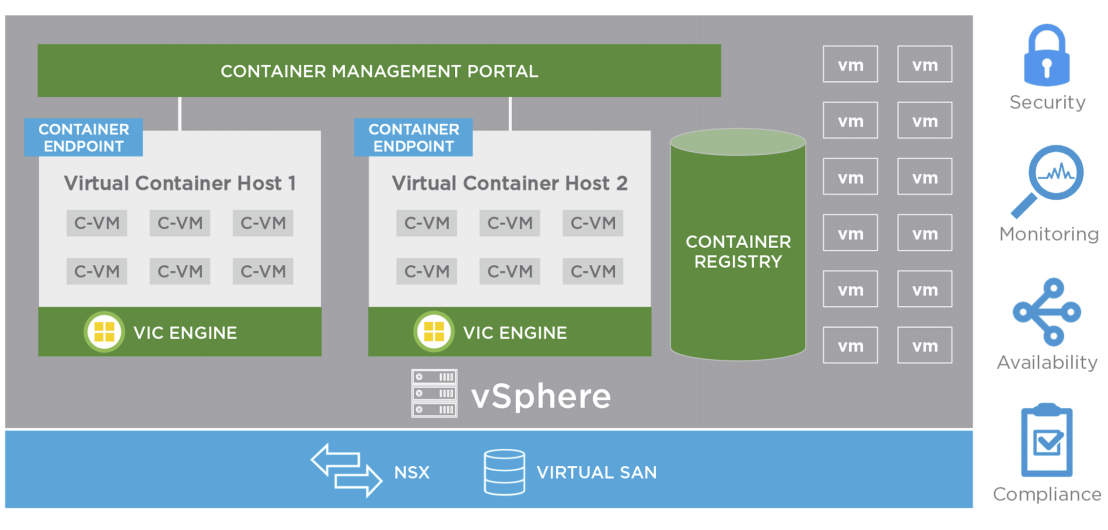 CONTAINER MANAGEMENT PORTAL
CONTAINER
ENDPOINT
Virtual Container Host 1
C-VM C-VM C-VM
C-VM C-VM C-VM
VIC ENGINE
CONTAINER
ENDPOINT
Virtual Container Host 2
C-VM C-VM C-VM
C-VM C-VM C-VM
VIC ENGINE
CONTAINER
REGISTRY
vm vm
vm vm
vm vm
vm vm
vm vm
vm vm
vSphere
NSX
VIRTUAL SAN
Security
Monitoring
Availability
Compliance